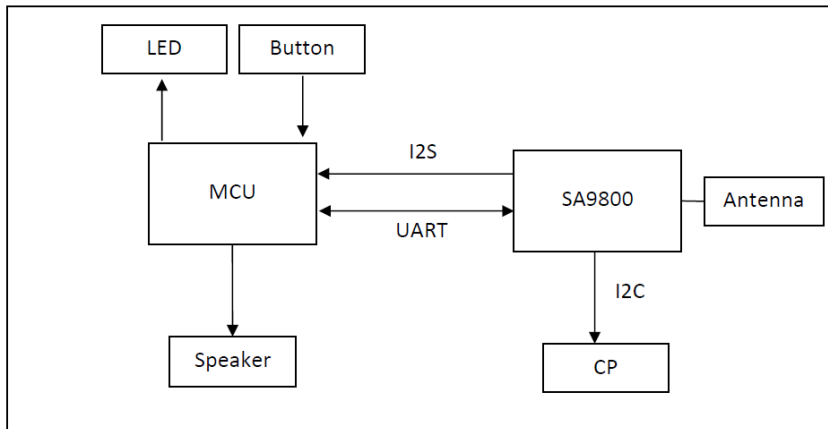 LED
Button
I2S
MCU
SA9800
Antenna
UART
I2C
Speaker
CP